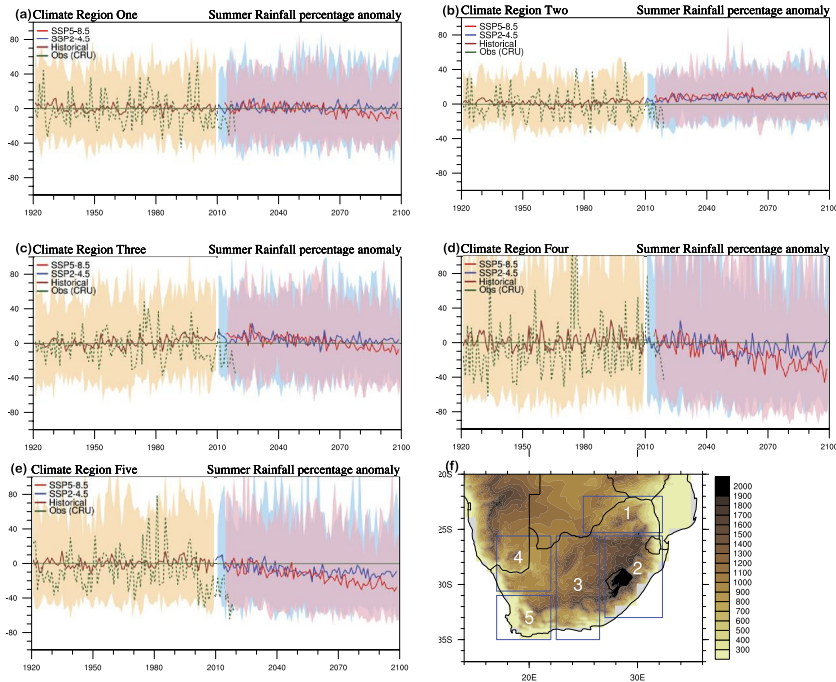 (a) Climate Region One Summer Rainfall percentage anomaly
SSP5-8.5
SSP2-4.5
Historical
Obs (CRU)
80
40
0
-40
-80
1920 1950 1980 2010 2040 2070 2100
(b) Climate Region Two Summer Rainfall percentage anomaly
SSP5-8.5
SSP2-4.5
Historical
Obs (CRU)
80
40
0
-40
-80
1920 1950 1980 2010 2040 2070 2100
(c) Climate Region Three Summer Rainfall percentage anomaly
SSP5-8.5
SSP2-4.5
Historical
Obs (CRU)
80
40
0
-40
-80
1920 1950 1980 2010 2040 2070 2100
(d) Climate Region Four Summer Rainfall percentage anomaly
SSP5-8.5
SSP2-4.5
Historical
Obs (CRU)
80
40
0
-40
-80
1920 1950 1980 2010 2040 2070 2100
(e) Climate Region Five Summer Rainfall percentage anomaly
SSP5-8.5
SSP2-4.5
Historical
Obs (CRU)
80
40
0
-40
-80
1920 1950 1980 2010 2040 2070 2100
(f)
20S
25S
30S
35S
20E 30E
1
4
2
3
5
2000
1900
1800
1700
1600
1500
1400
1300
1200
1100
1000
900
800
700
600
500
400
300